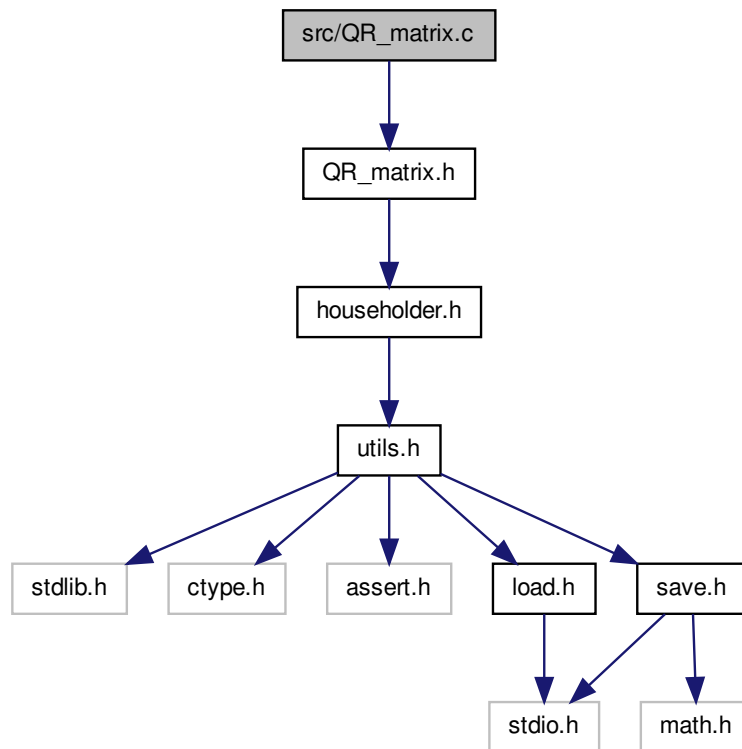 src/QR_matrix.c
QR_matrix.h
householder.h
utils.h
stdlib.h
ctype.h
assert.h
load.h
save.h
stdio.h
math.h